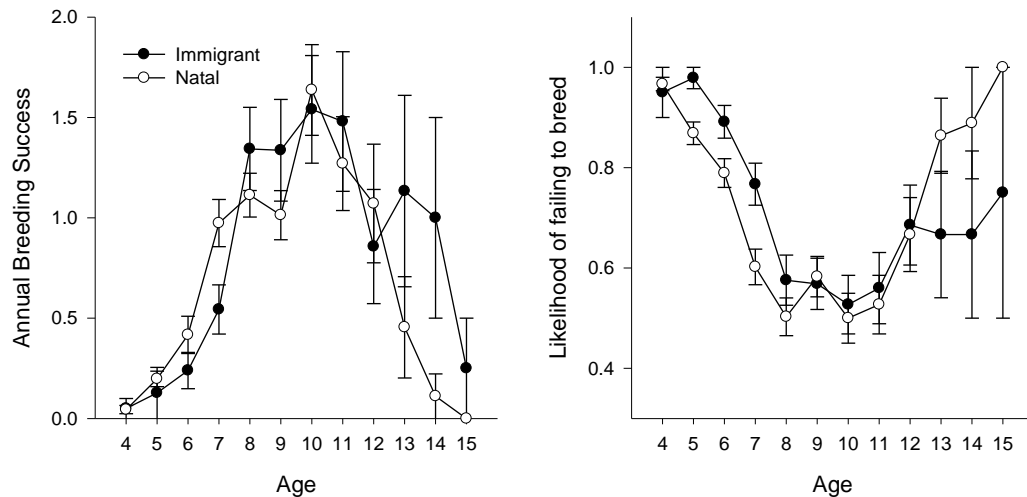 Annual Breeding Success
2.0
1.5
1.0
0.5
0.0
Immigrant
Natal
4 5 6 7 8 9 10 11 12 13 14 15
Age
Likelihood of failing to breed
1.0
0.8
0.6
0.4
4 5 6 7 8 9 10 11 12 13 14 15
Age